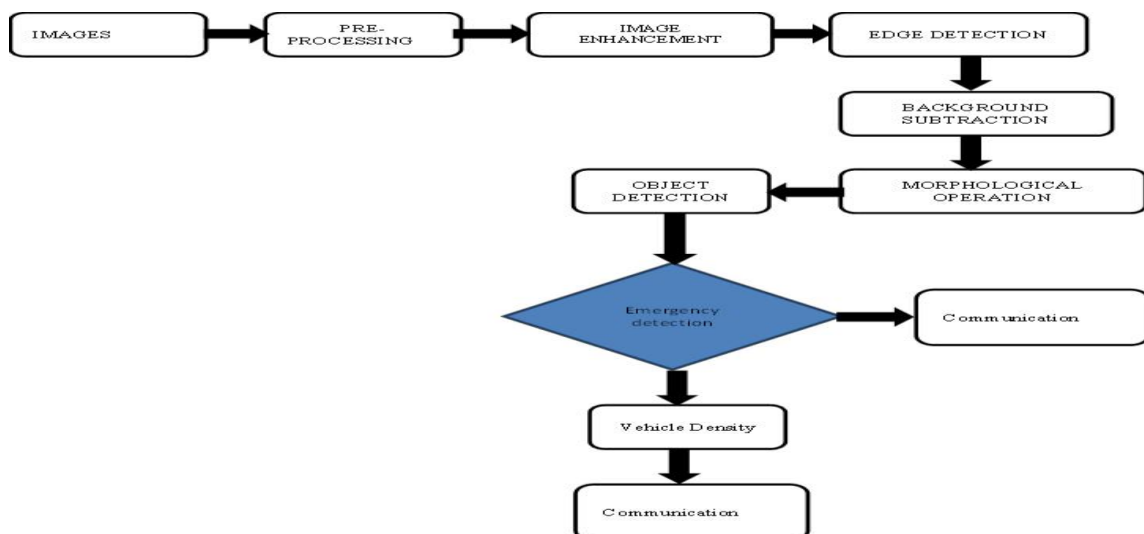 IMAGES
PRE-
PROCESSING
IMAGE
ENHANCEMENT
EDGE DETECTION
BACKGROUND
SUBTRACTION
MORPHOLOGICAL
OPERATION
OBJECT
DETECTION
Emergency
detection
Communication
Vehicle Density
Communication